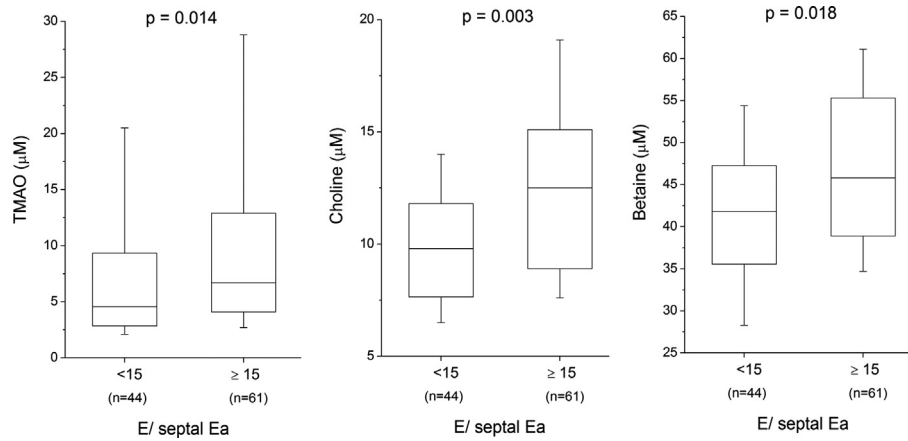 p = 0.014
30
25
20
15
10
5
0
TMAO (μM)
<15
≥ 15
(n=44)
(n=61)
E/ septal Ea
p = 0.003
20
15
10
5
Choline (μM)
<15
≥ 15
(n=44)
(n=61)
E/ septal Ea
p = 0.018
65
60
55
50
45
40
35
30
25
Betaine (μM)
<15
≥ 15
(n=44)
(n=61)
E/ septal Ea